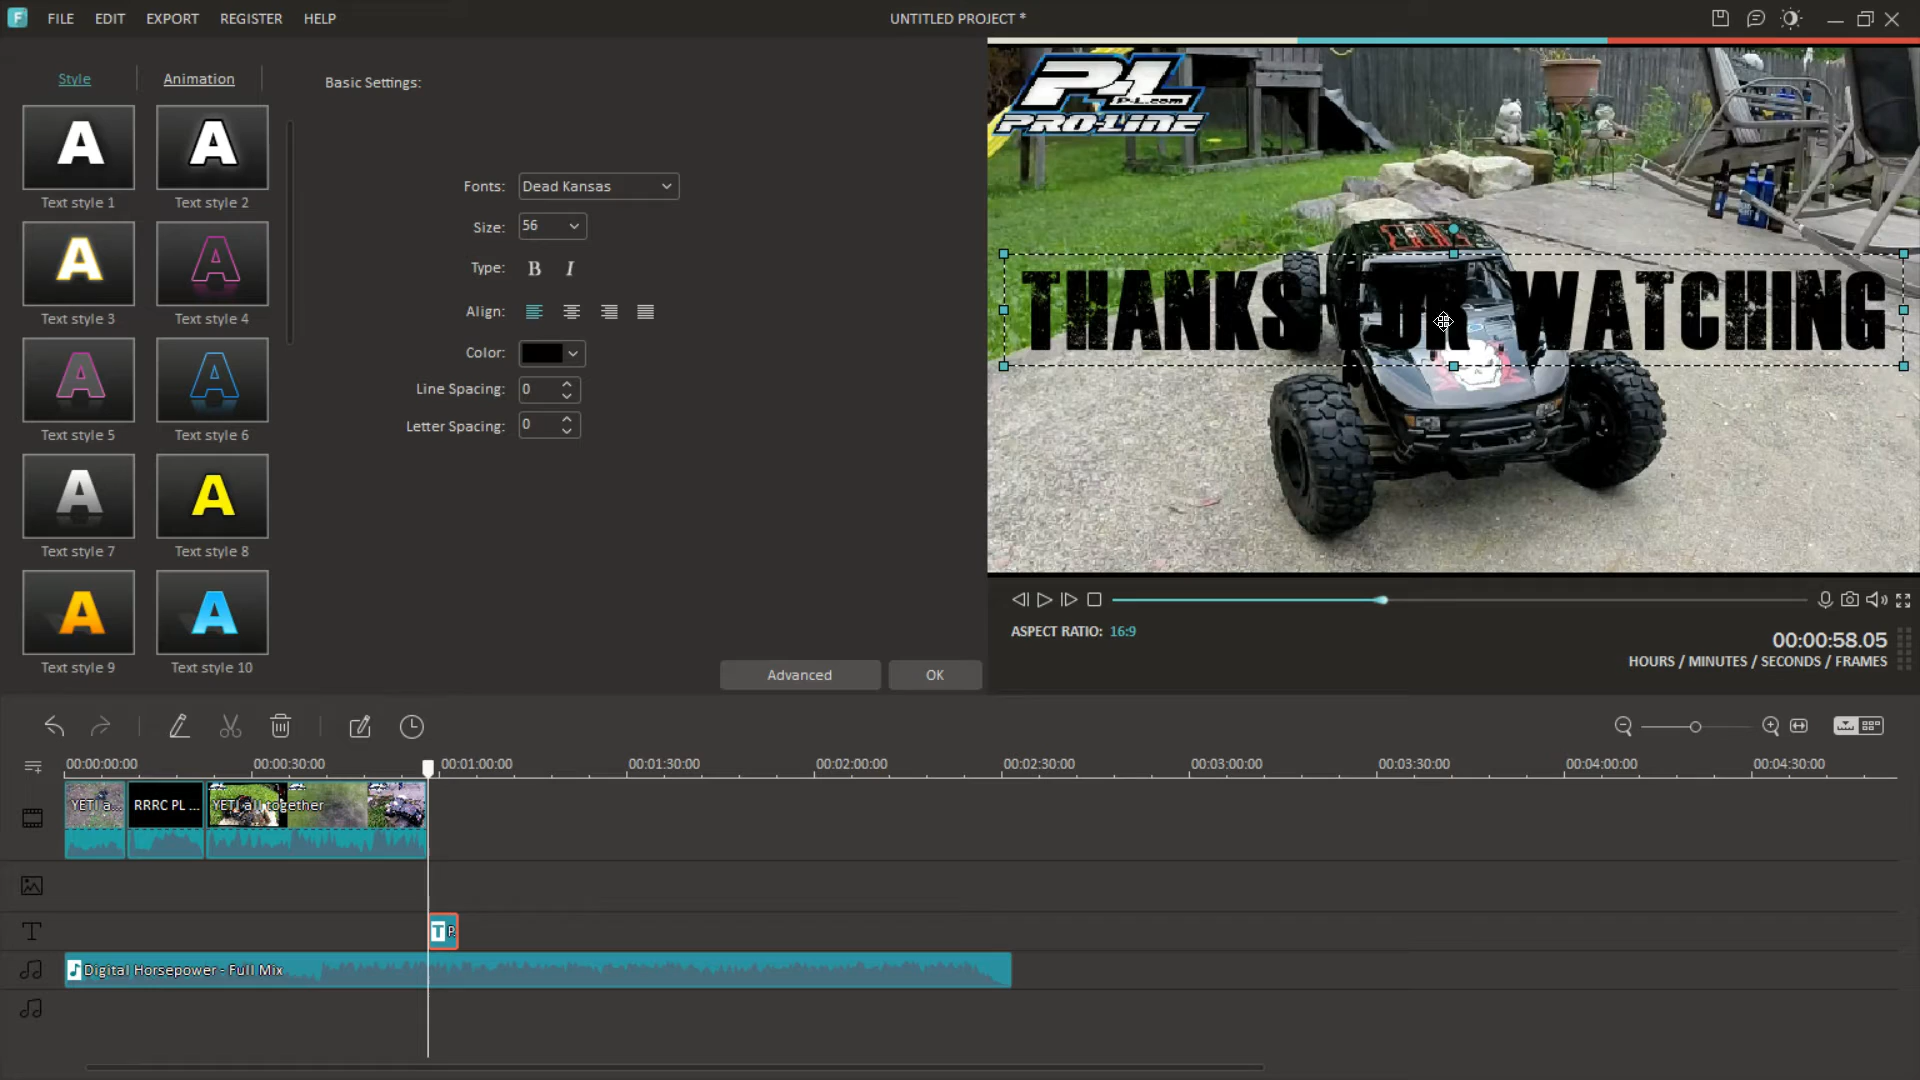 FILE EDIT EXPORT REGISTER HELP
UNTITLED PROJECT *
Style Animation
Basic Settings:
A
A
Text style 1
Text style 2
A
A
Text style 3
Text style 4
A
A
Text style 5
Text style 6
A
A
Text style 7
Text style 8
A
A
Text style 9
Text style 10
Fonts: Dead Kansas
Size: 56
Type: B I
Align:
Color:
Line Spacing: 0
Letter Spacing: 0
Advanced OK
P-L.com
PRO-LINE
THANKS FOR WATCHING
ASPECT RATIO: 16:9
00:00:58.05
HOURS / MINUTES / SECONDS / FRAMES
00:00:00:00 00:00:30:00 00:01:00:00 00:01:30:00 00:02:00:00 00:02:30:00 00:03:00:00 00:03:30:00 00:04:00:00 00:04:30:00
YETI a... RRRC PL ... YETI all together
T P
Digital Horsepower - Full Mix